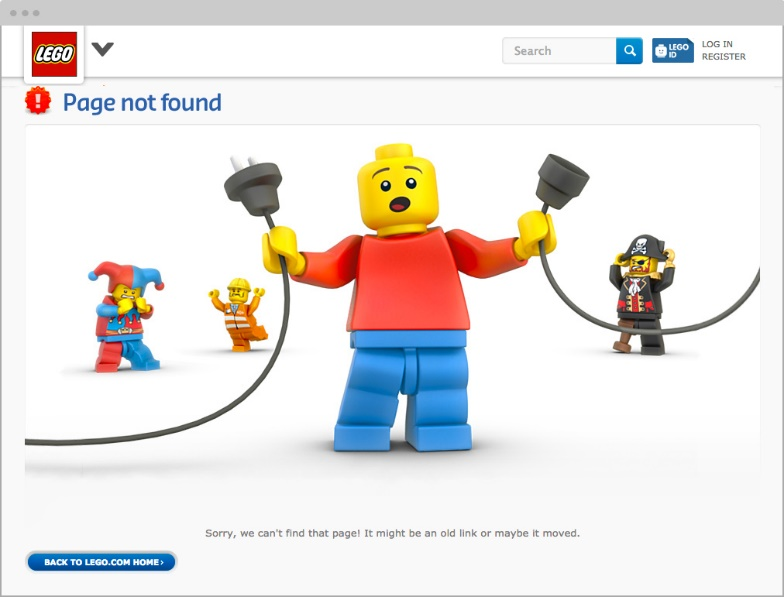 LEGO
Search
LEGO
ID
LOG IN
REGISTER
! Page not found
Sorry, we can't find that page! It might be an old link or maybe it moved.
BACK TO LEGO.COM HOME ›